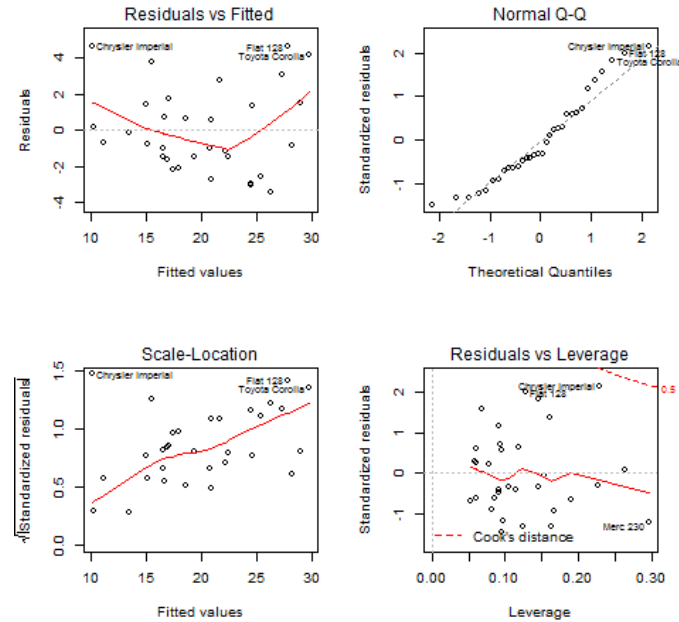 Residuals vs Fitted
Residuals
4
2
0
-2
-4
Chrysler Imperial
Fiat 128
Toyota Corolla
10
15
20
25
30
Fitted values
Normal Q-Q
Standardized residuals
2
1
0
-1
Chrysler Imperial
Fiat 128
Toyota Corolla
-2
-1
0
1
2
Theoretical Quantiles
Scale-Location
√|Standardized residuals|
1.5
1.0
0.5
0.0
Chrysler Imperial
Fiat 128
Toyota Corolla
10
15
20
25
30
Fitted values
Residuals vs Leverage
Standardized residuals
2
1
0
-1
Chrysler Imperial
Fiat 128
0.5
Merc 230
Cook's distance
0.00
0.10
0.20
0.30
Leverage